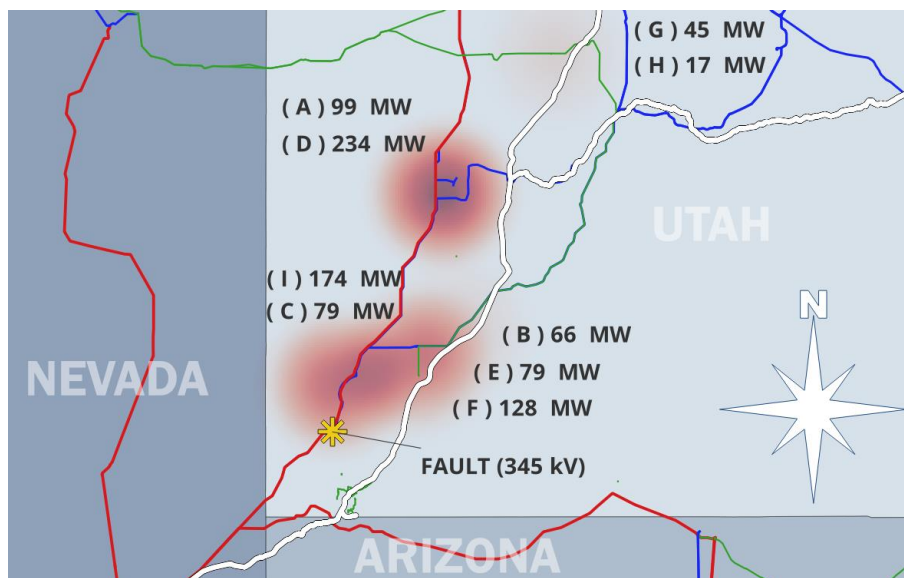 ( G ) 45 MW
( H ) 17 MW
( A ) 99 MW
( D ) 234 MW
UTAH
( I ) 174 MW
( C ) 79 MW
N
( B ) 66 MW
( E ) 79 MW
( F ) 128 MW
NEVADA
FAULT (345 kV)
ARIZONA